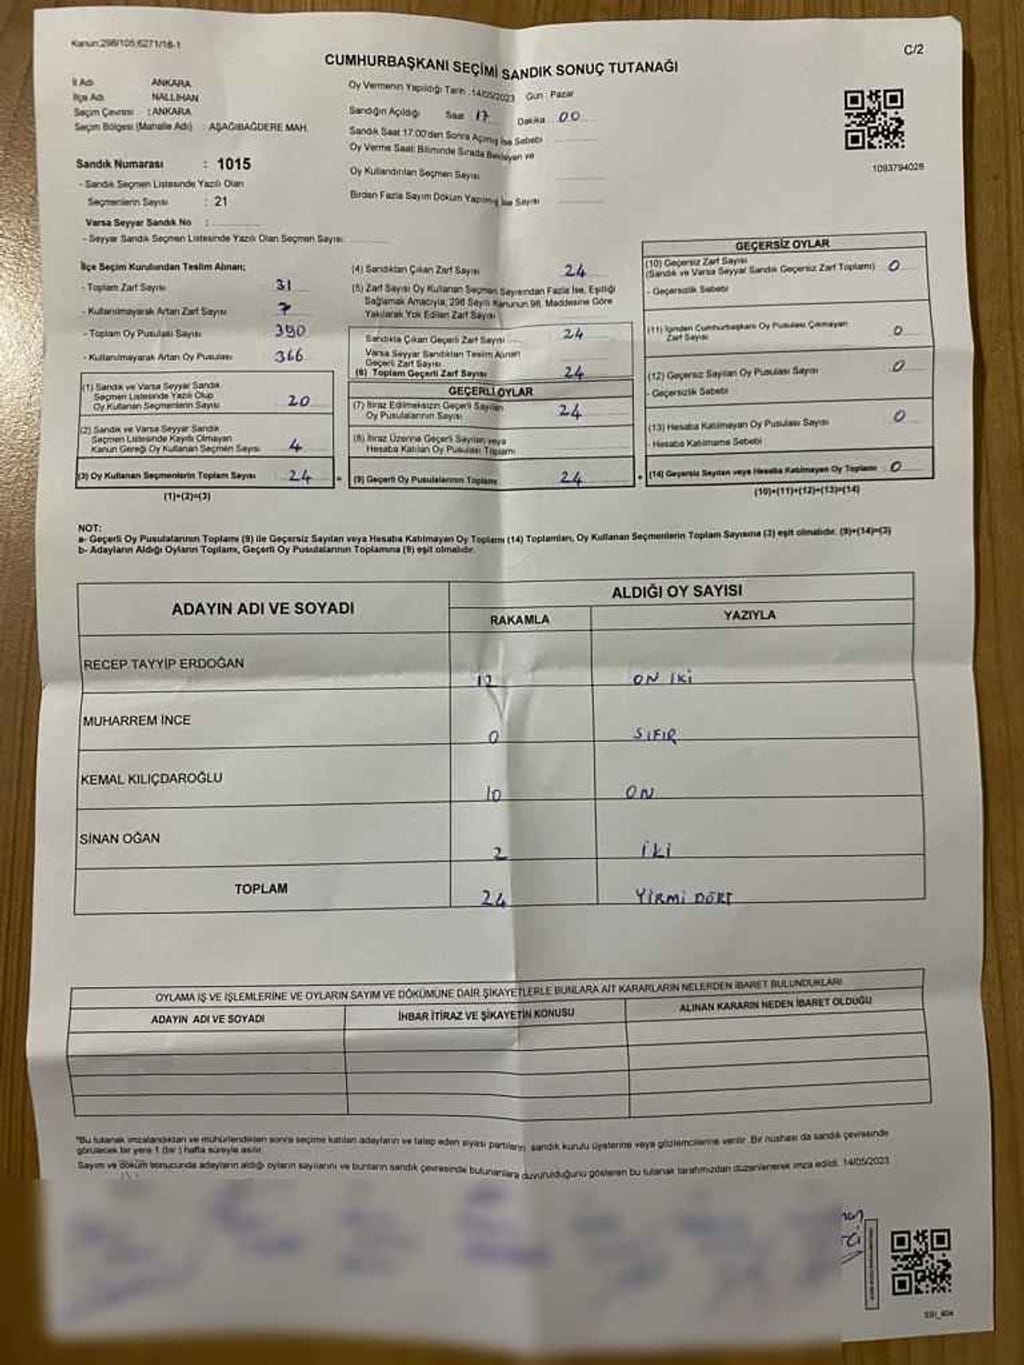 Kanun:298/105;6271/18-1
C/2
CUMHURBAŞKANI SEÇİMİ SANDIK SONUÇ TUTANAĞI
İl Adı ANKARA
İlçe Adı NALLIHAN
Seçim Çevresi : ANKARA
Seçim Bölgesi (Mahalle Adı) : AŞAĞIBAĞDERE MAH.
Sandık Numarası : 1015
- Sandık Seçmen Listesinde Yazılı Olan
Seçmenlerin Sayısı : 21
Varsa Seyyar Sandık No :
- Seyyar Sandık Seçmen Listesinde Yazılı Olan Seçmen Sayısı:
Oy Vermenin Yapıldığı Tarih :14/05/2023 Gün : Pazar
Sandığın Açıldığı Saat 17 Dakika 00
Sandık Saat 17:00'den Sonra Açılmış İse Sebebi
Oy Verme Saati Bitiminde Sırada Bekleyen ve
Oy Kullandırılan Seçmen Sayısı
Birden Fazla Sayım Döküm Yapılmış İse Sayısı
1093794028
İlçe Seçim Kurulundan Teslim Alınan;
- Toplam Zarf Sayısı 31
- Kullanılmayarak Artan Zarf Sayısı 7
- Toplam Oy Pusulası Sayısı 390
- Kullanılmayarak Artan Oy Pusulası 366
(1) Sandık ve Varsa Seyyar Sandık
Seçmen Listesinde Yazılı Olup
Oy Kullanan Seçmenlerin Sayısı 20
(2) Sandık ve Varsa Seyyar Sandık
Seçmen Listesinde Kayıtlı Olmayan
Kanun Gereği Oy Kullanan Seçmen Sayısı 4
(3) Oy Kullanan Seçmenlerin Toplam Sayısı 24
(1)+(2)=(3)
(4) Sandıktan Çıkan Zarf Sayısı 24
(5) Zarf Sayısı Oy Kullanan Seçmen Sayısından Fazla İse, Eşitliği
Sağlamak Amacıyla, 298 Sayılı Kanunun 98. Maddesine Göre
Yakılarak Yok Edilen Zarf Sayısı
Sandıkta Çıkan Geçerli Zarf Sayısı 24
Varsa Seyyar Sandıktan Teslim Alınan
Geçerli Zarf Sayısı
(6) Toplam Geçerli Zarf Sayısı 24
GEÇERLİ OYLAR
(7) İtiraz Edilmeksizin Geçerli Sayılan
Oy Pusulalarının Sayısı 24
(8) İtiraz Üzerine Geçerli Sayılan veya
Hesaba Katılan Oy Pusulası Toplamı
(9) Geçerli Oy Pusulalarının Toplamı 24
GEÇERSİZ OYLAR
(10) Geçersiz Zarf Sayısı
(Sandık ve Varsa Seyyar Sandık Geçersiz Zarf Toplamı) 0
- Geçersizlik Sebebi
(11) İçinden Cumhurbaşkanı Oy Pusulası Çıkmayan
Zarf Sayısı 0
(12) Geçersiz Sayılan Oy Pusulası Sayısı 0
- Geçersizlik Sebebi
(13) Hesaba Katılmayan Oy Pusulası Sayısı 0
- Hesaba Katılmama Sebebi
(14) Geçersiz Sayılan veya Hesaba Katılmayan Oy Toplamı 0
(10)+(11)+(12)+(13)=(14)
NOT:
a- Geçerli Oy Pusulalarının Toplamı (9) ile Geçersiz Sayılan veya Hesaba Katılmayan Oy Toplamı (14) Toplamları, Oy Kullanan Seçmenlerin Toplam Sayısına (3) eşit olmalıdır. (9)+(14)=(3)
b- Adayların Aldığı Oyların Toplamı, Geçerli Oy Pusulalarının Toplamına (9) eşit olmalıdır.
ADAYIN ADI VE SOYADI
ALDIĞI OY SAYISI
RAKAMLA YAZIYLA
RECEP TAYYİP ERDOĞAN 12 ON İKİ
MUHARREM İNCE 0 SIFIR
KEMAL KILIÇDAROĞLU 10 ON
SİNAN OĞAN 2 İKİ
TOPLAM 24 YİRMİ DÖRT
OYLAMA İŞ VE İŞLEMLERİNE VE OYLARIN SAYIM VE DÖKÜMÜNE DAİR ŞİKAYETLERLE BUNLARA AİT KARARLARIN NELERDEN İBARET BULUNDUKLARI
ADAYIN ADI VE SOYADI İHBAR İTİRAZ VE ŞİKAYETİN KONUSU ALINAN KARARIN NEDEN İBARET OLDUĞU
*Bu tutanak imzalandıktan ve mühürlendikten sonra seçime katılan adayların ve talep eden siyasi partilerin, sandık kurulu üyelerine veya gözlemcilerine verilir. Bir nüshası da sandık çevresinde
görülecek bir yere 1 (bir) hafta süreyle asılır.
Sayım ve döküm sonucunda adayların aldığı oyların sayılarını ve bunların sandık çevresinde bulunanlara duyurulduğunu gösteren bu tutanak tarafımızdan düzenlenerek imza edildi. 14/05/2023